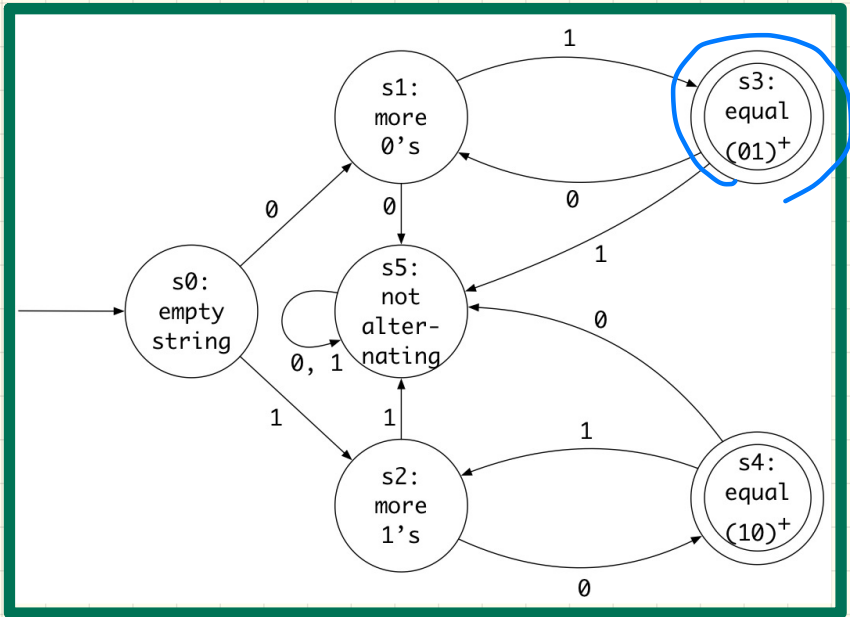 1
s1:
more
0's
s3:
equal
(01)+
0
0
0
1
s0:
empty
string
s5:
not
alter-
nating
0, 1
0
1
1
1
s2:
more
1's
s4:
equal
(10)+
0